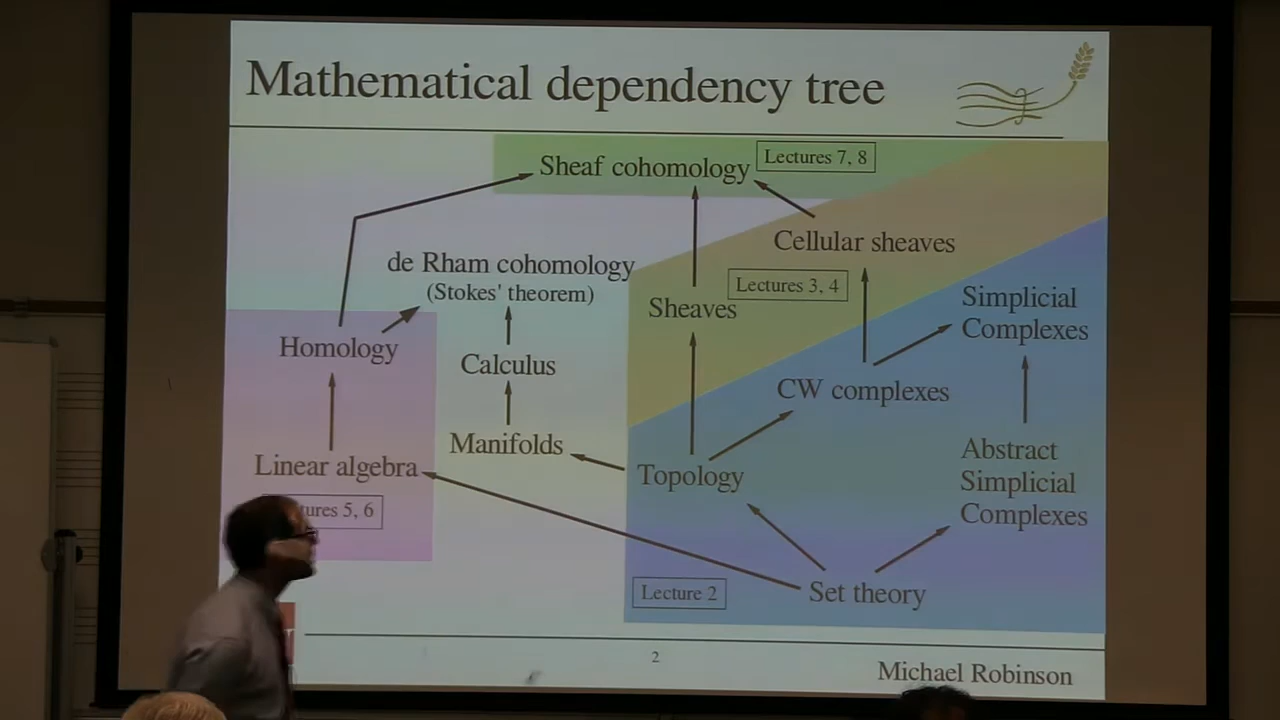 Mathematical dependency tree
Sheaf cohomology
Lectures 7, 8
Cellular sheaves
de Rham cohomology
(Stokes' theorem)
Lectures 3, 4
Sheaves
Simplicial
Complexes
Homology
Calculus
CW complexes
Manifolds
Linear algebra
Topology
Abstract
Simplicial
Complexes
5, 6
Lecture 2
Set theory
2
Michael Robinson